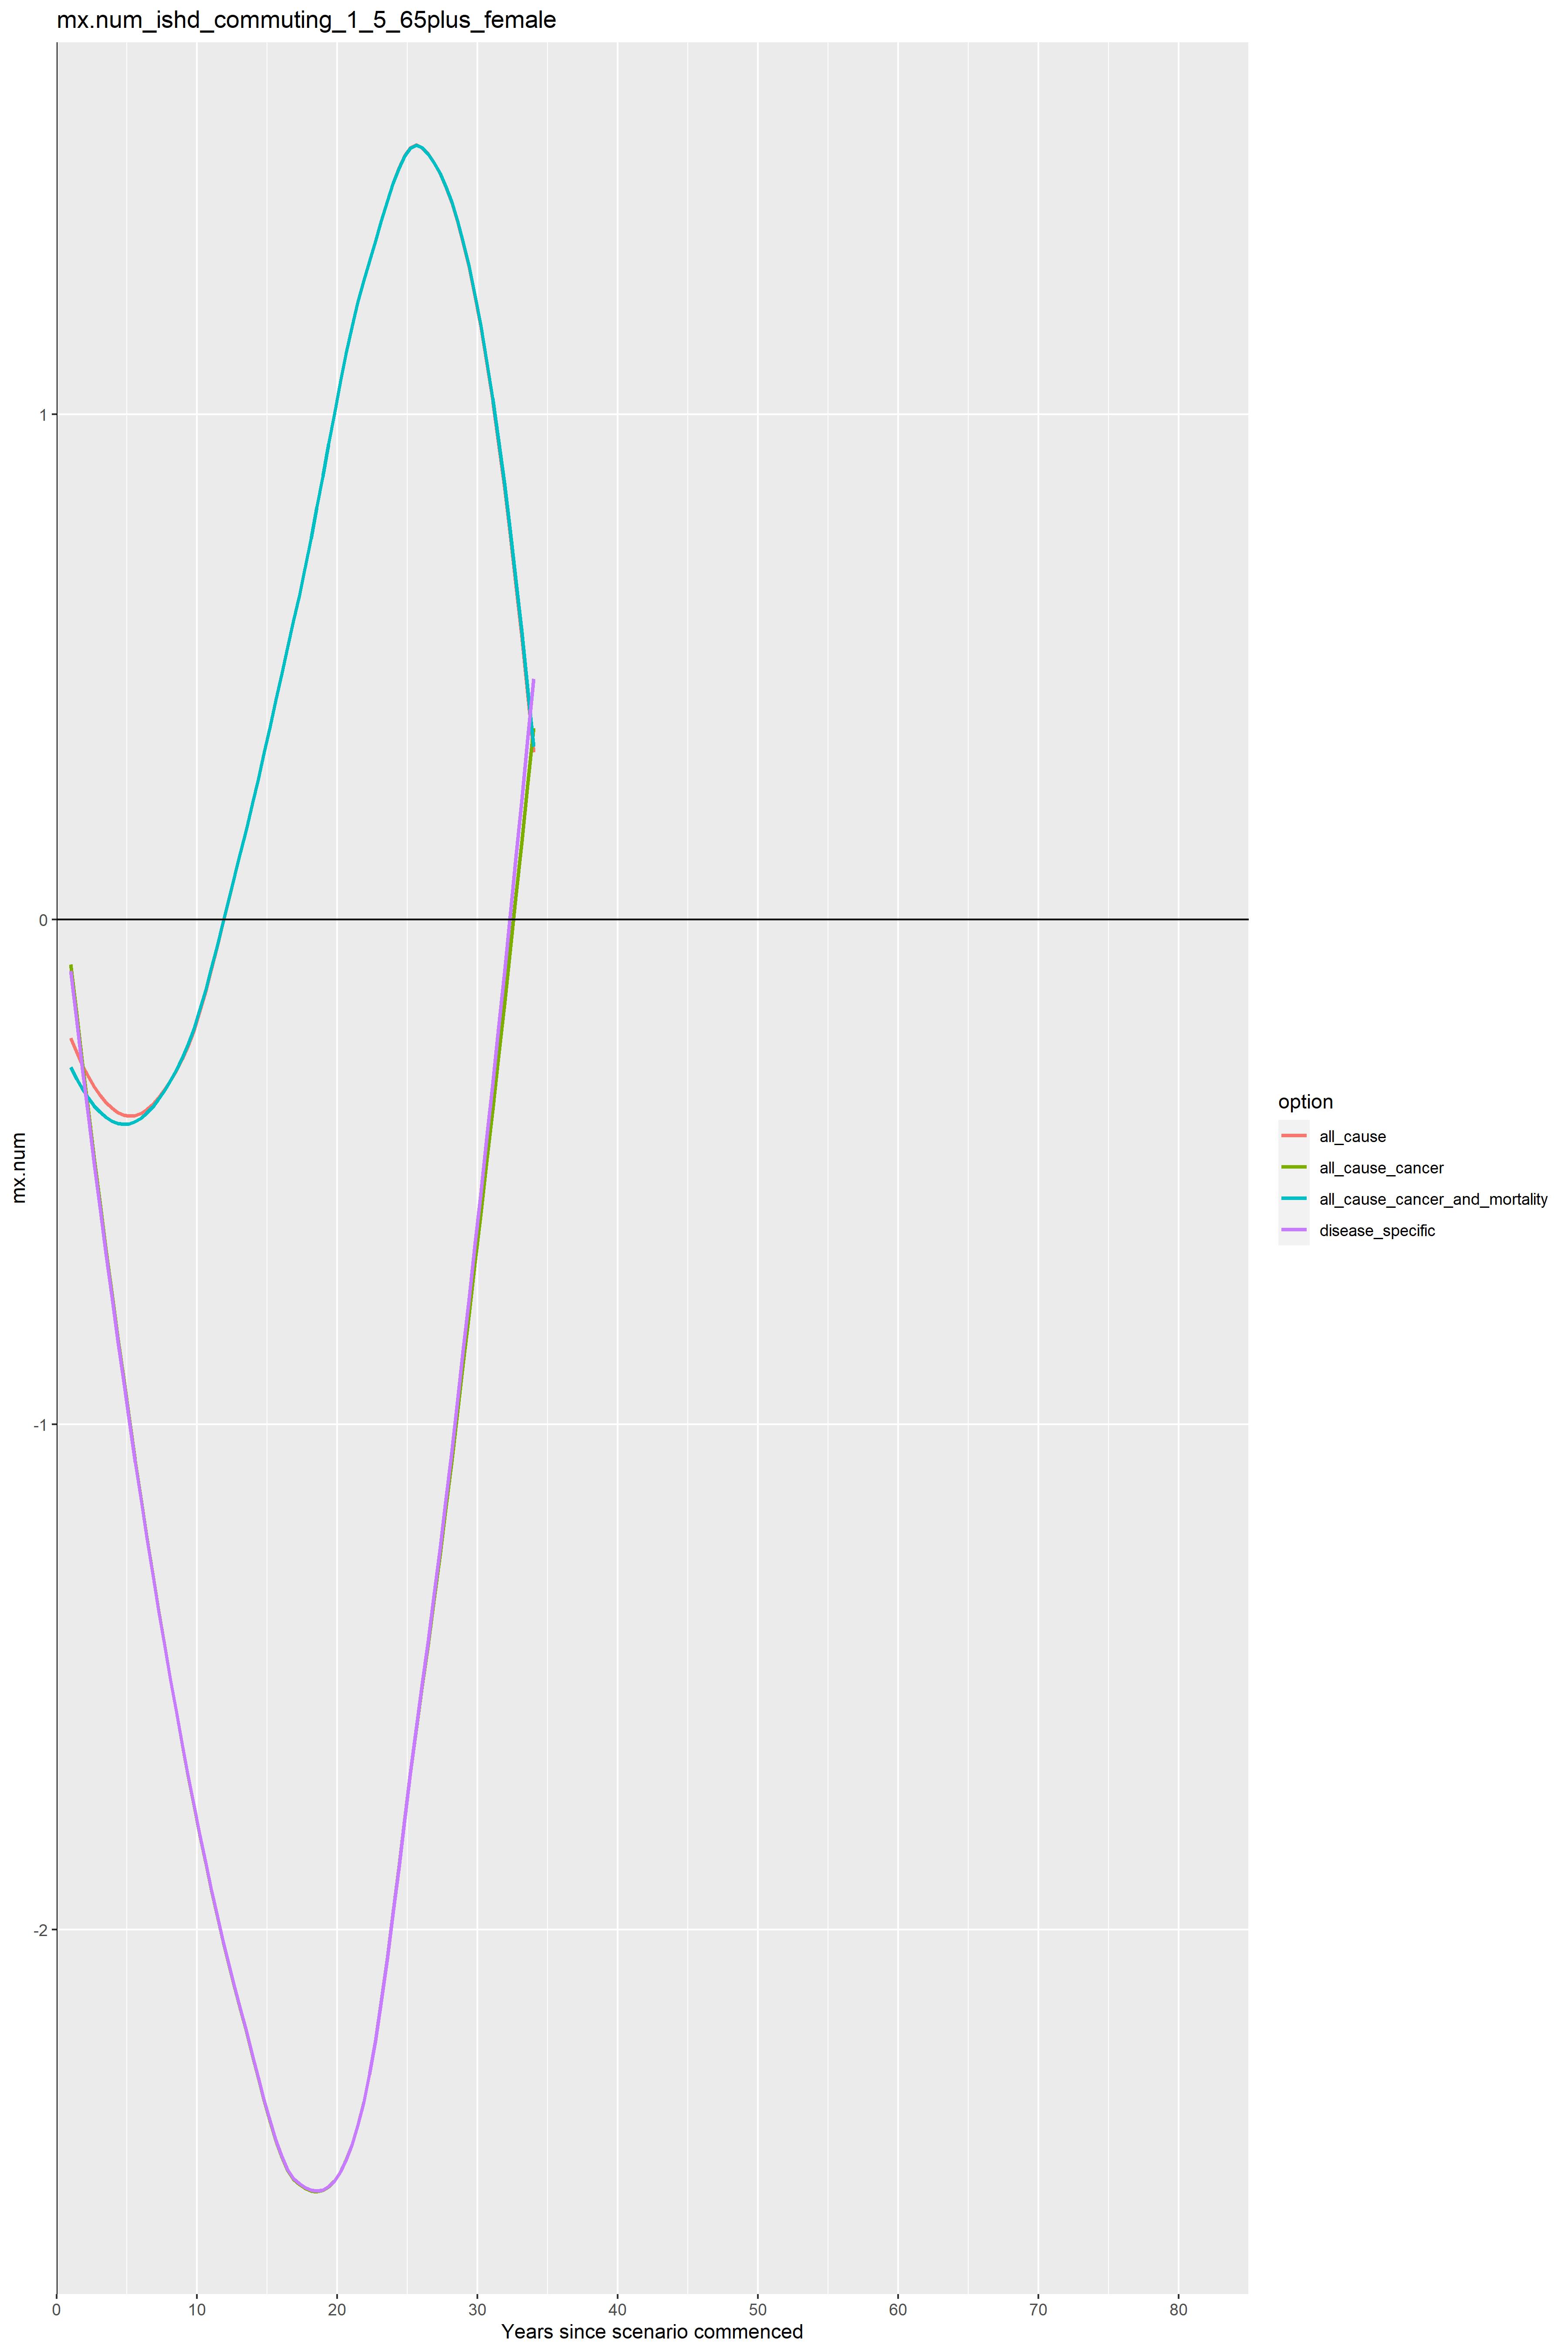 mx.num_ishd_commuting_1_5_65plus_female
1
0
-1
-2
mx.num
0 10 20 30 40 50 60 70 80
Years since scenario commenced
option
all_cause
all_cause_cancer
all_cause_cancer_and_mortality
disease_specific